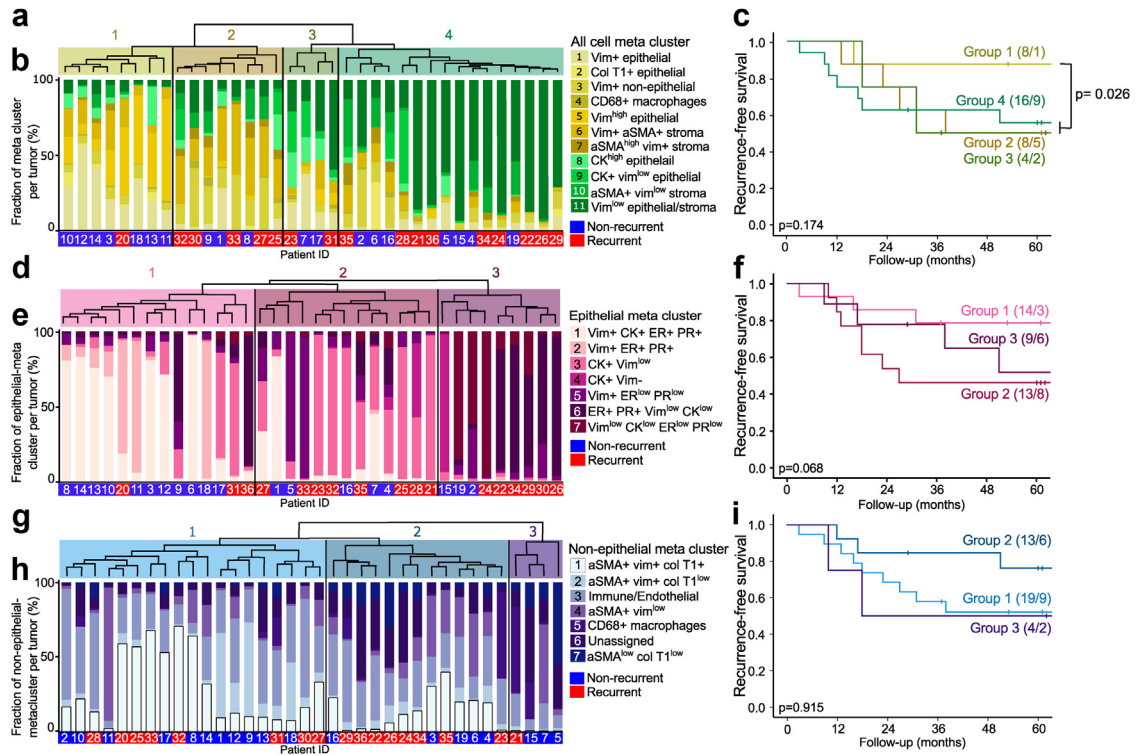 a
1 2 3 4
b
100
50
0
Fraction of meta cluster
per tumor (%)
10 12 14 3 20 18 13 11 32 30 9 1 33 8 27 25 23 7 17 31 35 2 6 16 28 21 36 5 15 4 34 24 19 22 26 29
Patient ID
All cell meta cluster
1 Vim+ epithelial
2 Col T1+ epithelial
3 Vim+ non-epithelial
4 CD68+ macrophages
5 Vimhigh epithelial
6 Vim+ aSMA+ stroma
7 aSMAhigh vim+ stroma
8 CKhigh epithelail
9 CK+ vimlow epithelial
10 aSMA+ vimlow stroma
11 Vimlow epithelial/stroma
Non-recurrent
Recurrent
c
Recurrence-free survival
1.0
0.8
0.6
0.4
0.2
0.0
Group 1 (8/1)
Group 4 (16/9)
Group 2 (8/5)
Group 3 (4/2)
p= 0.026
p=0.174
0 12 24 36 48 60
Follow-up (months)
d
1 2 3
e
100
50
0
Fraction of epithelial-meta
cluster per tumor (%)
8 14 13 10 20 11 3 12 9 6 18 17 31 36 27 1 5 33 23 32 16 35 7 4 25 28 21 15 19 2 24 22 34 29 30 26
Patient ID
Epithelial meta cluster
1 Vim+ CK+ ER+ PR+
2 Vim+ ER+ PR+
3 CK+ Vimlow
4 CK+ Vim-
5 Vim+ ERlow PRlow
6 ER+ PR+ Vimlow CKlow
7 Vimlow CKlow ERlow PRlow
Non-recurrent
Recurrent
f
Recurrence-free survival
1.0
0.8
0.6
0.4
0.2
0.0
Group 1 (14/3)
Group 3 (9/6)
Group 2 (13/8)
p=0.068
0 12 24 36 48 60
Follow-up (months)
g
1 2 3
h
100
50
0
Fraction of non-epithelial-
metacluster per tumor (%)
2 10 28 11 20 25 33 17 32 8 14 1 12 9 13 31 18 30 27 16 29 36 22 26 24 34 3 35 19 6 4 23 21 15 7 5
Patient ID
Non-epithelial meta cluster
1 aSMA+ vim+ col T1+
2 aSMA+ vim+ col T1low
3 Immune/Endothelial
4 aSMA+ vimlow
5 CD68+ macrophages
6 Unassigned
7 aSMAlow col T1low
Non-recurrent
Recurrent
i
Recurrence-free survival
1.0
0.8
0.6
0.4
0.2
0.0
Group 2 (13/6)
Group 1 (19/9)
Group 3 (4/2)
p=0.915
0 12 24 36 48 60
Follow-up (months)